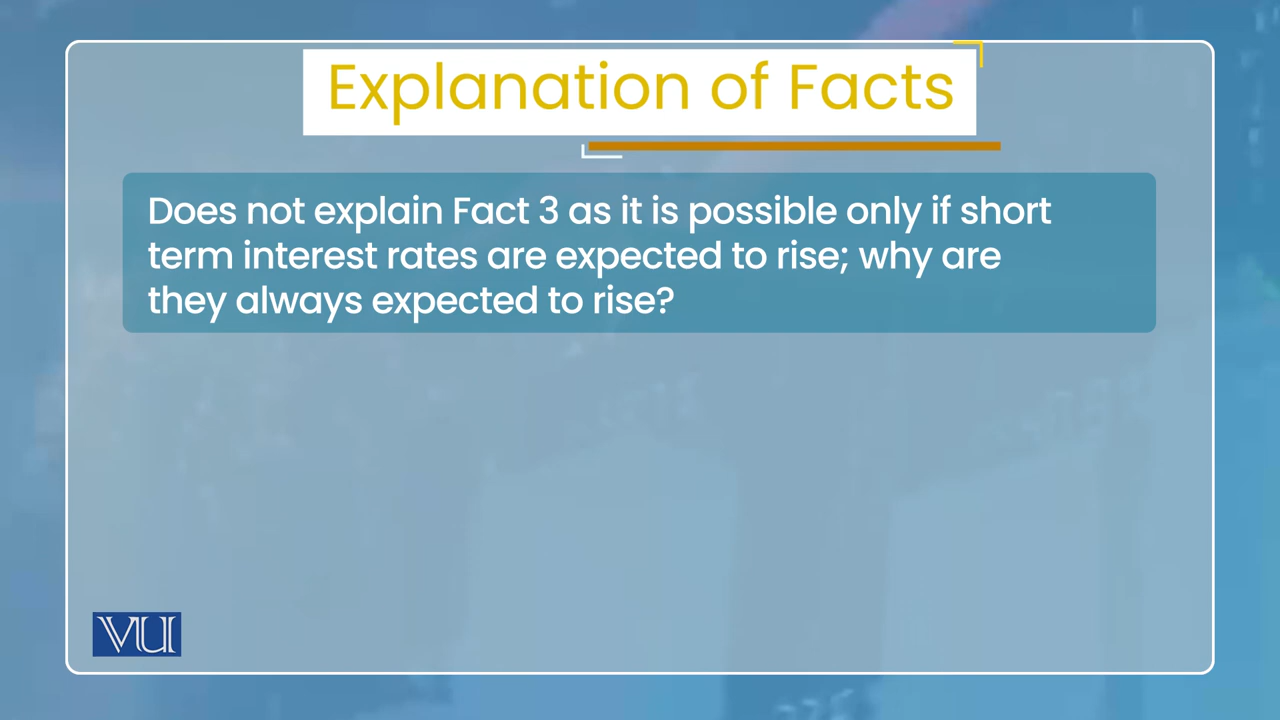 Explanation of Facts
Does not explain Fact 3 as it is possible only if short
term interest rates are expected to rise; why are
they always expected to rise?
VU